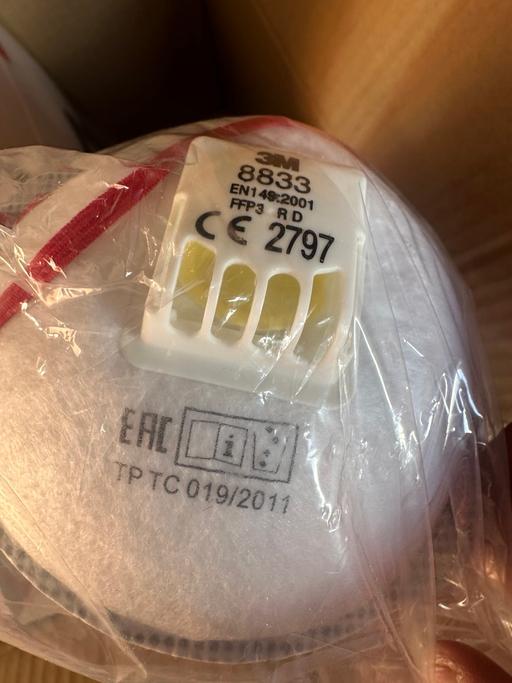 3M
8833
EN149:2001
FFP3 R D
CE 2797
EAC i
TP TC 019/2011